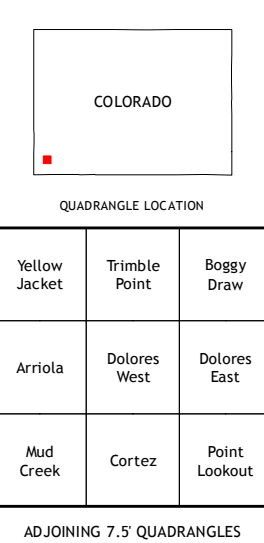 COLORADO
QUADRANGLE LOCATION
Yellow
Jacket
Trimble
Point
Boggy
Draw
Arriola
Dolores
West
Dolores
East
Mud
Creek
Cortez
Point
Lookout
ADJOINING 7.5' QUADRANGLES